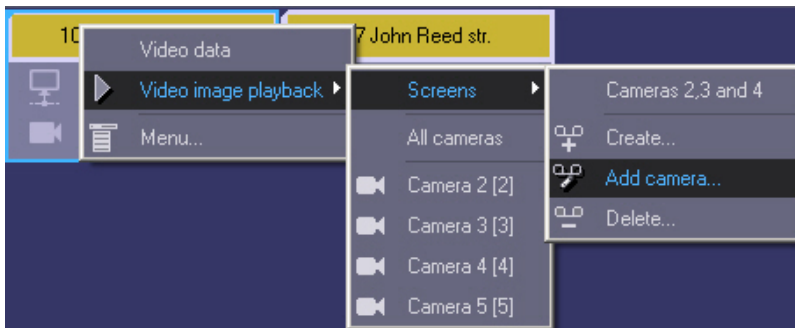 10
7 John Reed str.
Video data
Video image playback
Menu...
Screens
All cameras
Camera 2 [2]
Camera 3 [3]
Camera 4 [4]
Camera 5 [5]
Cameras 2,3 and 4
Create...
Add camera...
Delete...